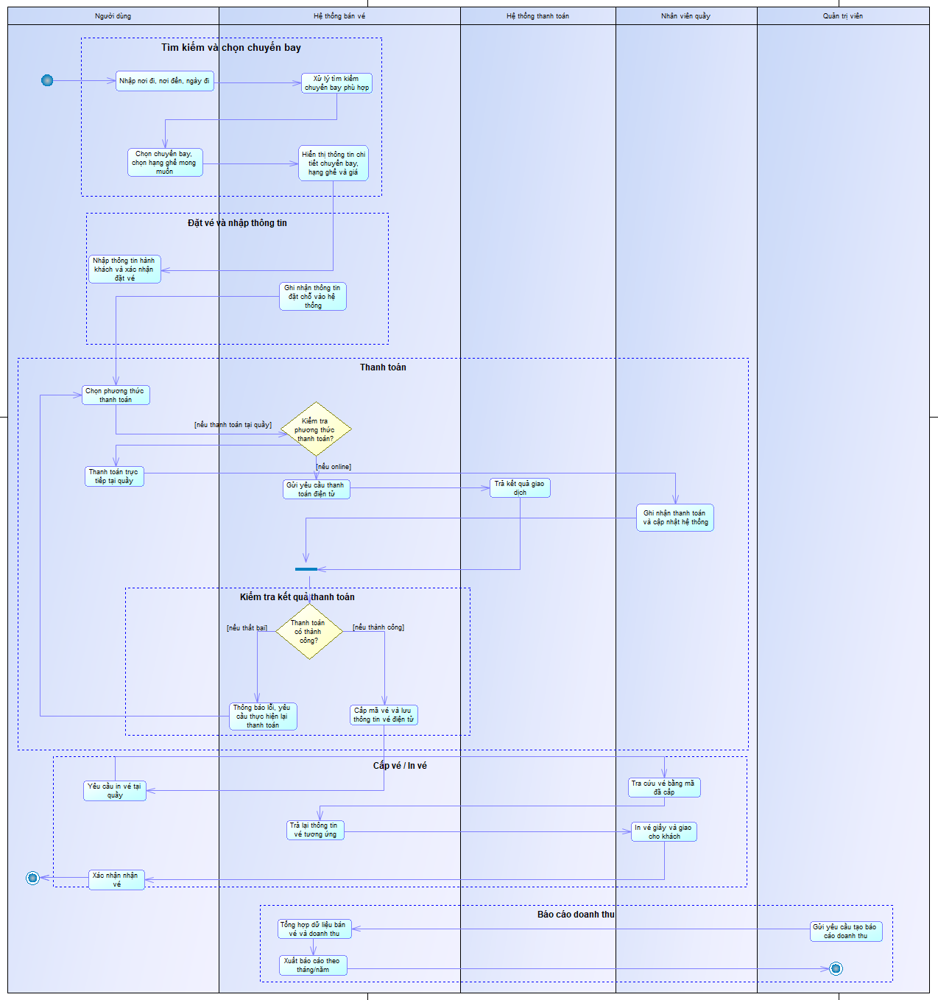 Người dùng
Hệ thống bán vé
Hệ thống thanh toán
Nhân viên quầy
Quản trị viên
Tìm kiếm và chọn chuyến bay
Nhập nơi đi, nơi đến, ngày đi
Xử lý tìm kiếm
chuyến bay phù hợp
Chọn chuyến bay,
chọn hạng ghế mong
muốn
Hiển thị thông tin chi
tiết chuyến bay,
hạng ghế và giá
Đặt vé và nhập thông tin
Nhập thông tin hành
khách và xác nhận
đặt vé
Ghi nhận thông tin
đặt chỗ vào hệ
thống
Thanh toán
Chọn phương thức
thanh toán
[nếu thanh toán tại quầy]
Kiểm tra
phương thức
thanh toán?
[nếu online]
Thanh toán trực
tiếp tại quầy
Gửi yêu cầu thanh
toán điện tử
Trả kết quả giao
dịch
Ghi nhận thanh toán
và cập nhật hệ thống
Kiểm tra kết quả thanh toán
[nếu thất bại]
Thanh toán
có thành
công?
[nếu thành công]
Thông báo lỗi, yêu
cầu thực hiện lại
thanh toán
Cấp mã vé và lưu
thông tin vé điện tử
Cấp vé / In vé
Yêu cầu in vé tại
quầy
Tra cứu vé bằng mã
đã cấp
Trả lại thông tin
vé tương ứng
In vé giấy và giao
cho khách
Xác nhận nhận
vé
Báo cáo doanh thu
Tổng hợp dữ liệu bán
vé và doanh thu
Gửi yêu cầu tạo báo
cáo doanh thu
Xuất báo cáo theo
tháng/năm